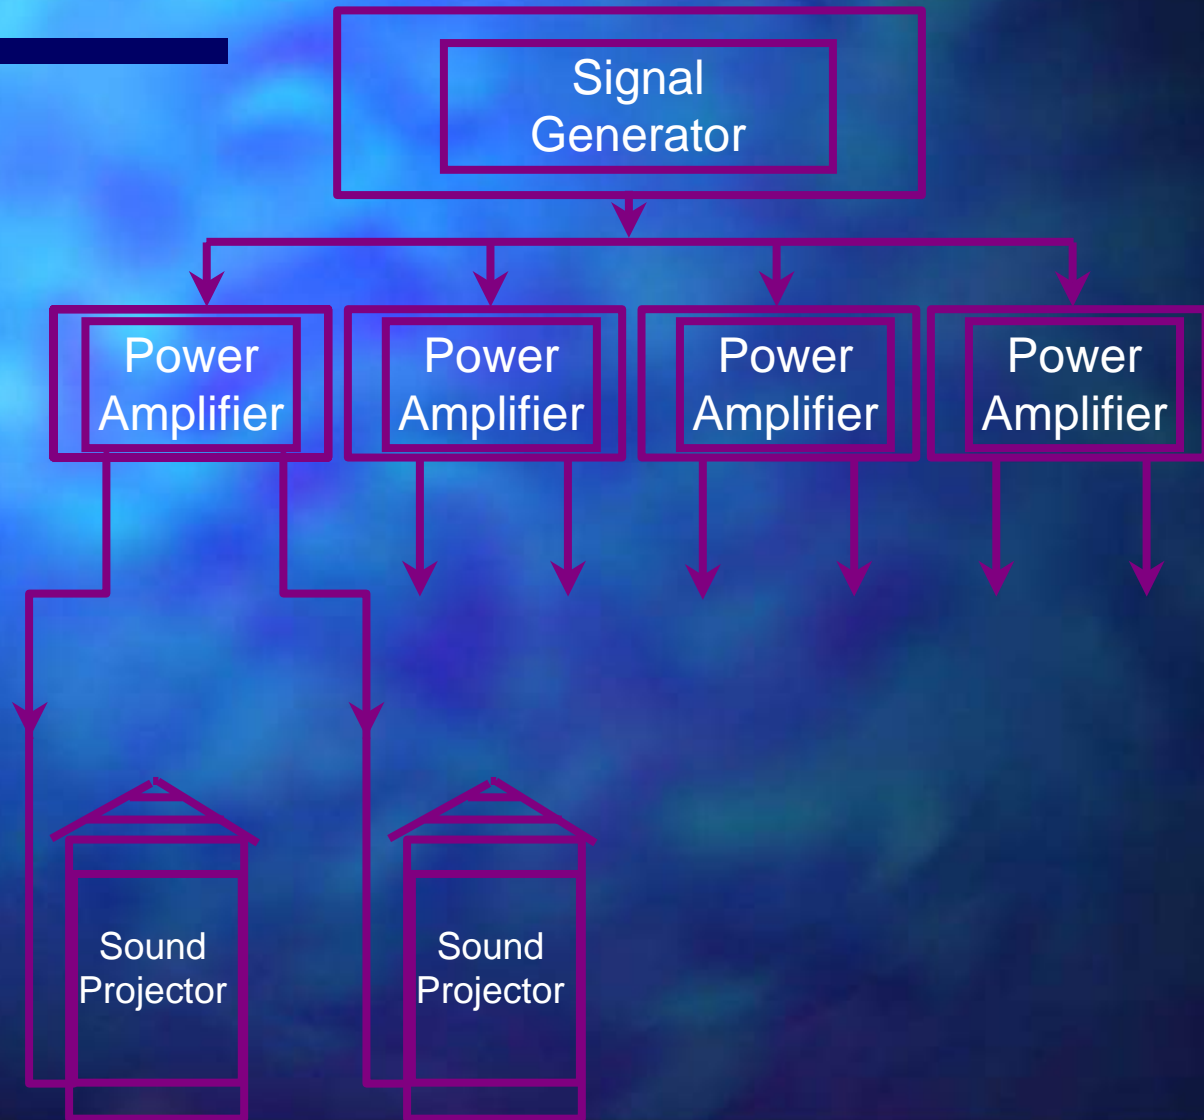 Signal
Generator
Power
Amplifier
Power
Amplifier
Power
Amplifier
Power
Amplifier
Sound
Projector
Sound
Projector